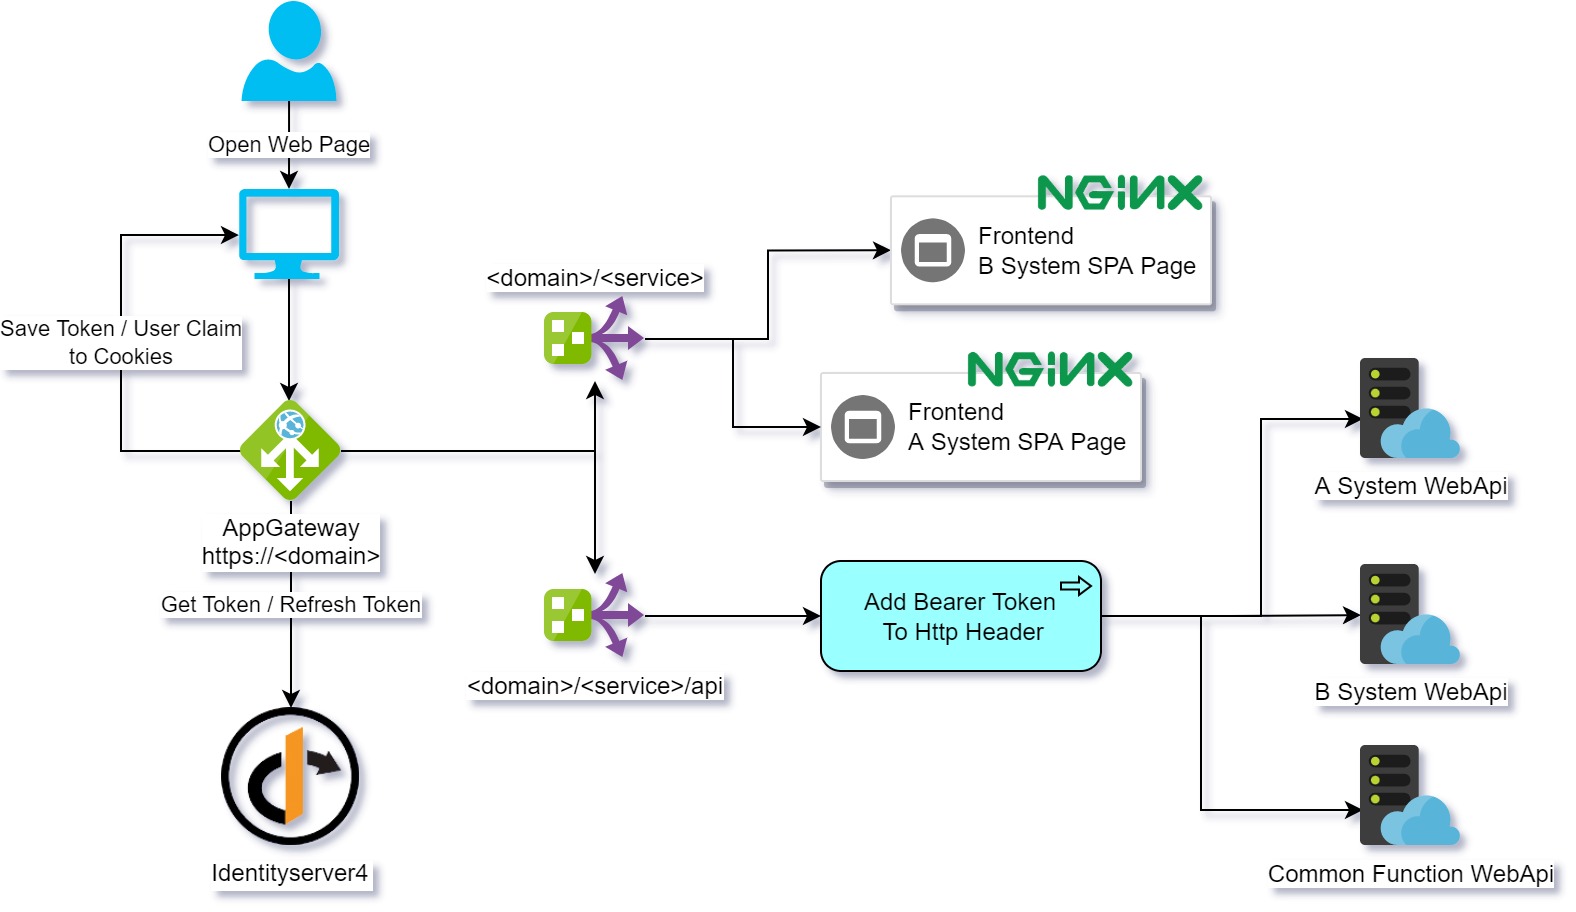 Open Web Page
Save Token / User Claim
to Cookies
AppGateway
https://<domain>
Get Token / Refresh Token
Identityserver4
<domain>/<service>
<domain>/<service>/api
NGINX
Frontend
B System SPA Page
NGINX
Frontend
A System SPA Page
Add Bearer Token
To Http Header
A System WebApi
B System WebApi
Common Function WebApi